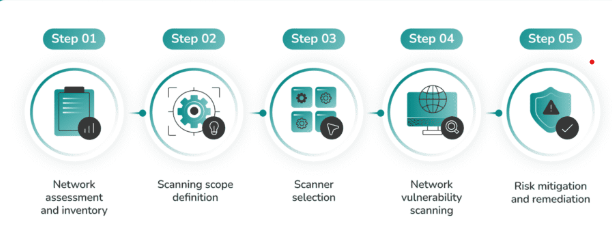 Step 01
Step 02
Step 03
Step 04
Step 05
Network
assessment
and inventory
Scanning scope
definition
Scanner
selection
Network
vulnerability
scanning
Risk mitigation
and remediation